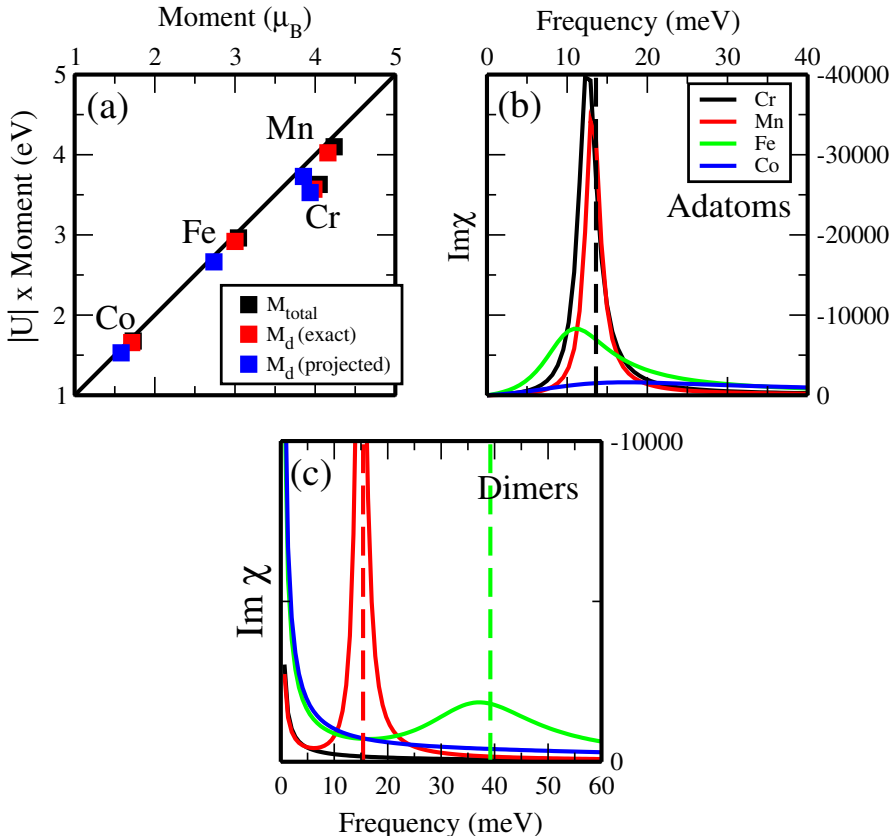 Moment (μB)
1 2 3 4 5
(a)
|U| x Moment (eV)
5
4
3
2
1
Mn
Cr
Fe
Co
Mtotal
Md (exact)
Md (projected)
Frequency (meV)
0 10 20 30 40
(b)
Cr
Mn
Fe
Co
Adatoms
Imχ
-40000
-30000
-20000
-10000
0
(c)
Dimers
Im χ
-10000
0
0 10 20 30 40 50 60
Frequency (meV)